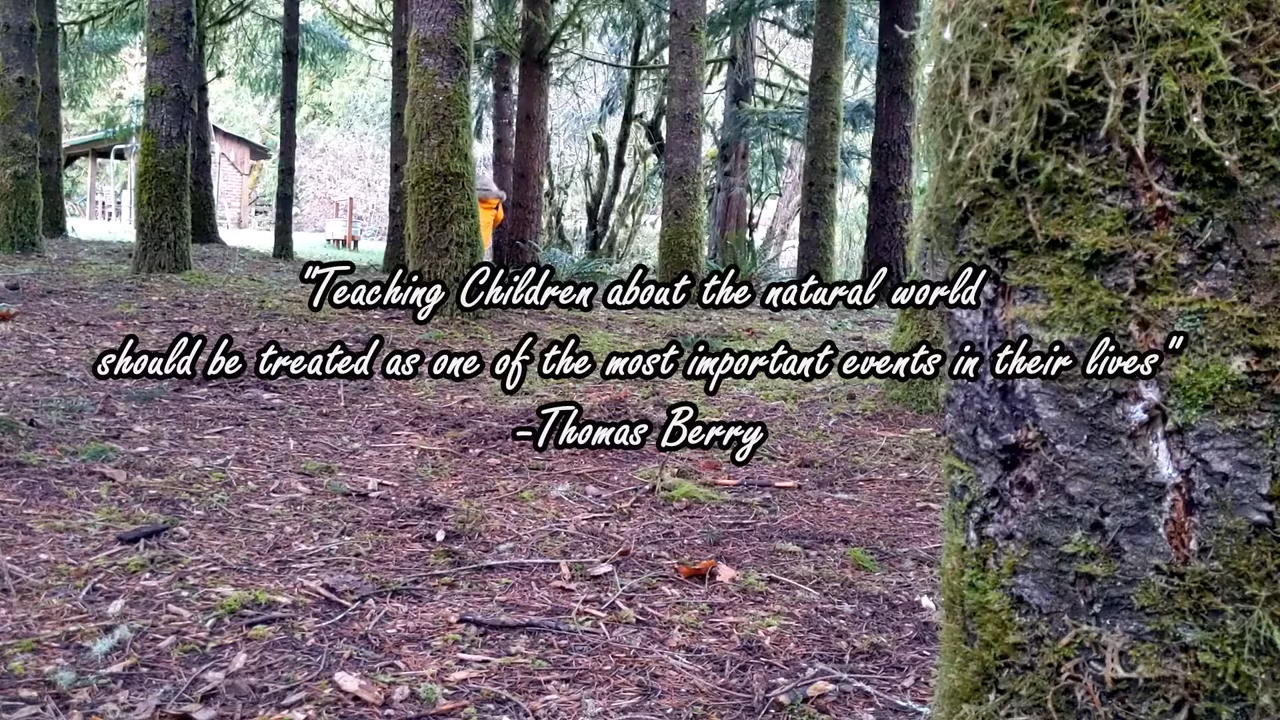 "Teaching Children about the natural world
should be treated as one of the most important events in their lives"
-Thomas Berry